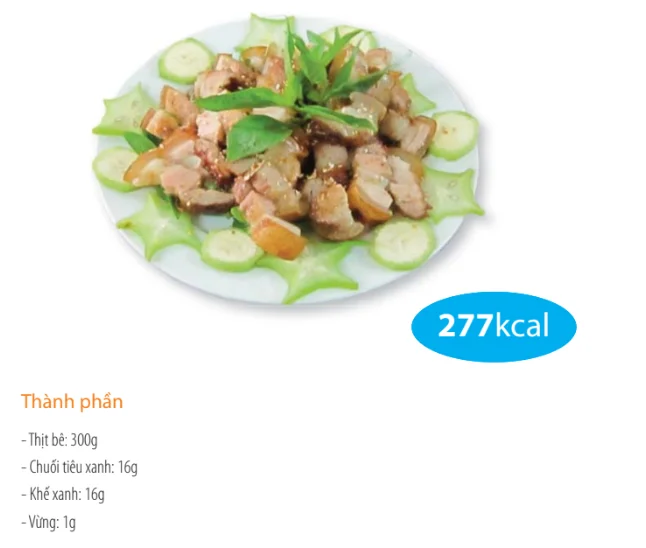 277kcal
Thành phần
- Thịt bê: 300g
- Chuối tiêu xanh: 16g
- Khế xanh: 16g
- Vừng: 1g